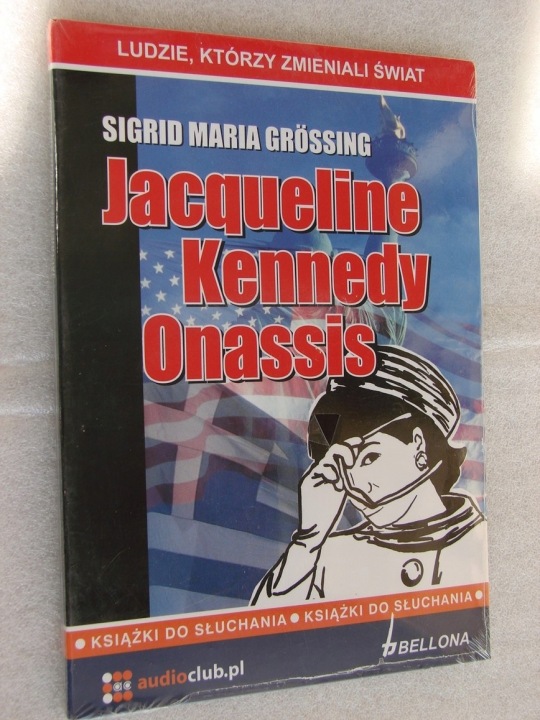 LUDZIE, KTÓRZY ZMIENIALI ŚWIAT
SIGRID MARIA GRÖSSING
Jacqueline
Kennedy
Onassis
• KSIĄŻKI DO SŁUCHANIA • KSIĄŻKI DO SŁUCHANIA •
ac audioclub.pl
BELLONA